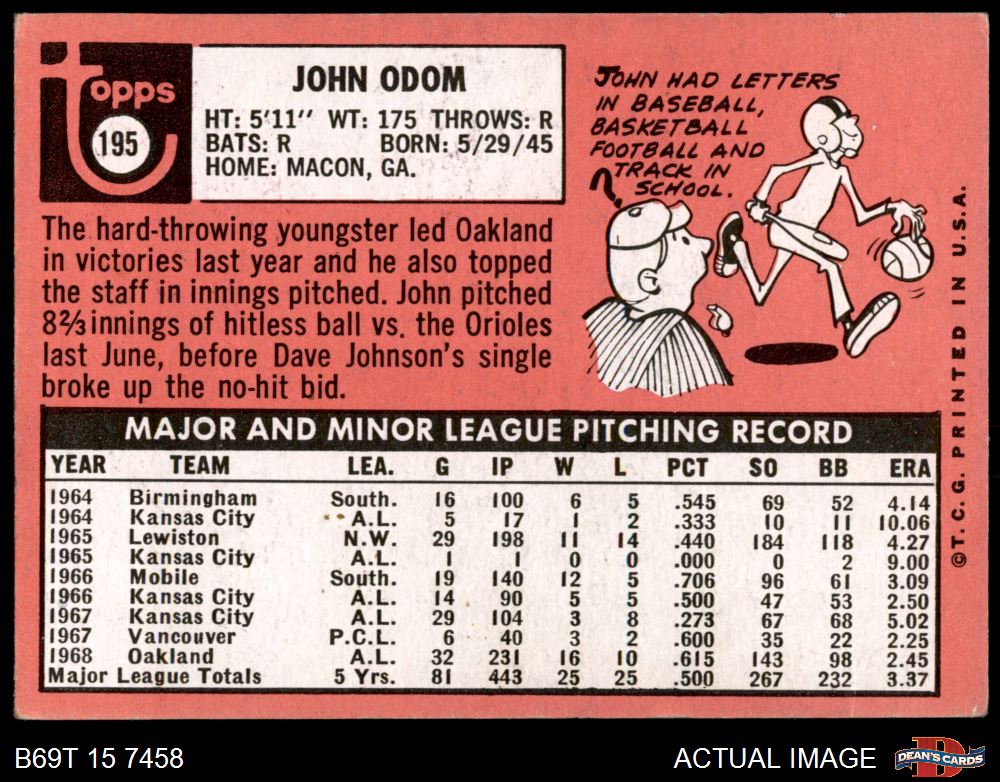 Topps
195
JOHN ODOM
HT: 5'11" WT: 175 THROWS: R
BATS: R BORN: 5/29/45
HOME: MACON, GA.
JOHN HAD LETTERS
IN BASEBALL,
BASKETBALL
FOOTBALL AND
TRACK IN
SCHOOL.
?
The hard-throwing youngster led Oakland
in victories last year and he also topped
the staff in innings pitched. John pitched
8⅔ innings of hitless ball vs. the Orioles
last June, before Dave Johnson's single
broke up the no-hit bid.
MAJOR AND MINOR LEAGUE PITCHING RECORD
YEAR TEAM LEA. G IP W L PCT SO BB ERA
1964 Birmingham South. 16 100 6 5 .545 69 52 4.14
1964 Kansas City A.L. 5 17 1 2 .333 10 11 10.06
1965 Lewiston N.W. 29 198 11 14 .440 184 118 4.27
1965 Kansas City A.L. 1 1 0 0 .000 0 2 9.00
1966 Mobile South. 19 140 12 5 .706 96 61 3.09
1966 Kansas City A.L. 14 90 5 5 .500 47 53 2.50
1967 Kansas City A.L. 29 104 3 8 .273 67 68 5.02
1967 Vancouver P.C.L. 6 40 3 2 .600 35 22 2.25
1968 Oakland A.L. 32 231 16 10 .615 143 98 2.45
Major League Totals 5 Yrs. 81 443 25 25 .500 267 232 3.37
©T.C.G. PRINTED IN U.S.A.
B69T 15 7458
ACTUAL IMAGE
D
DEAN'S CARDS